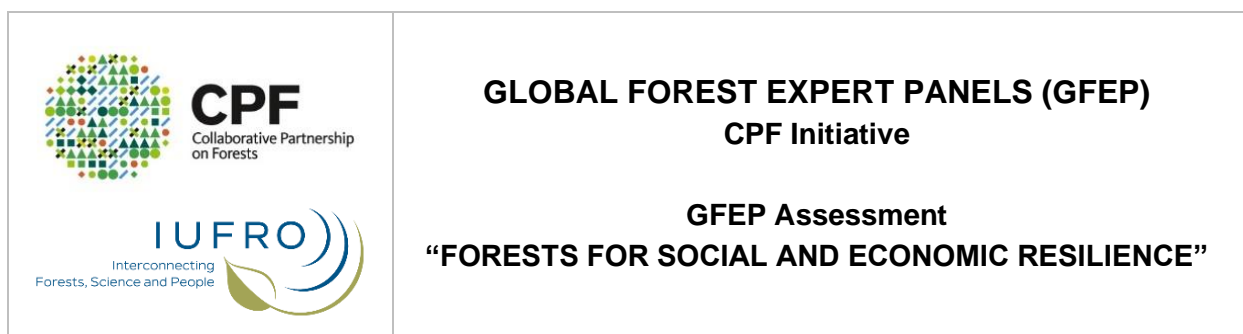 CPF
Collaborative Partnership
on Forests
IUFRO
Interconnecting
Forests, Science and People
GLOBAL FOREST EXPERT PANELS (GFEP)
CPF Initiative
GFEP Assessment
“FORESTS FOR SOCIAL AND ECONOMIC RESILIENCE”